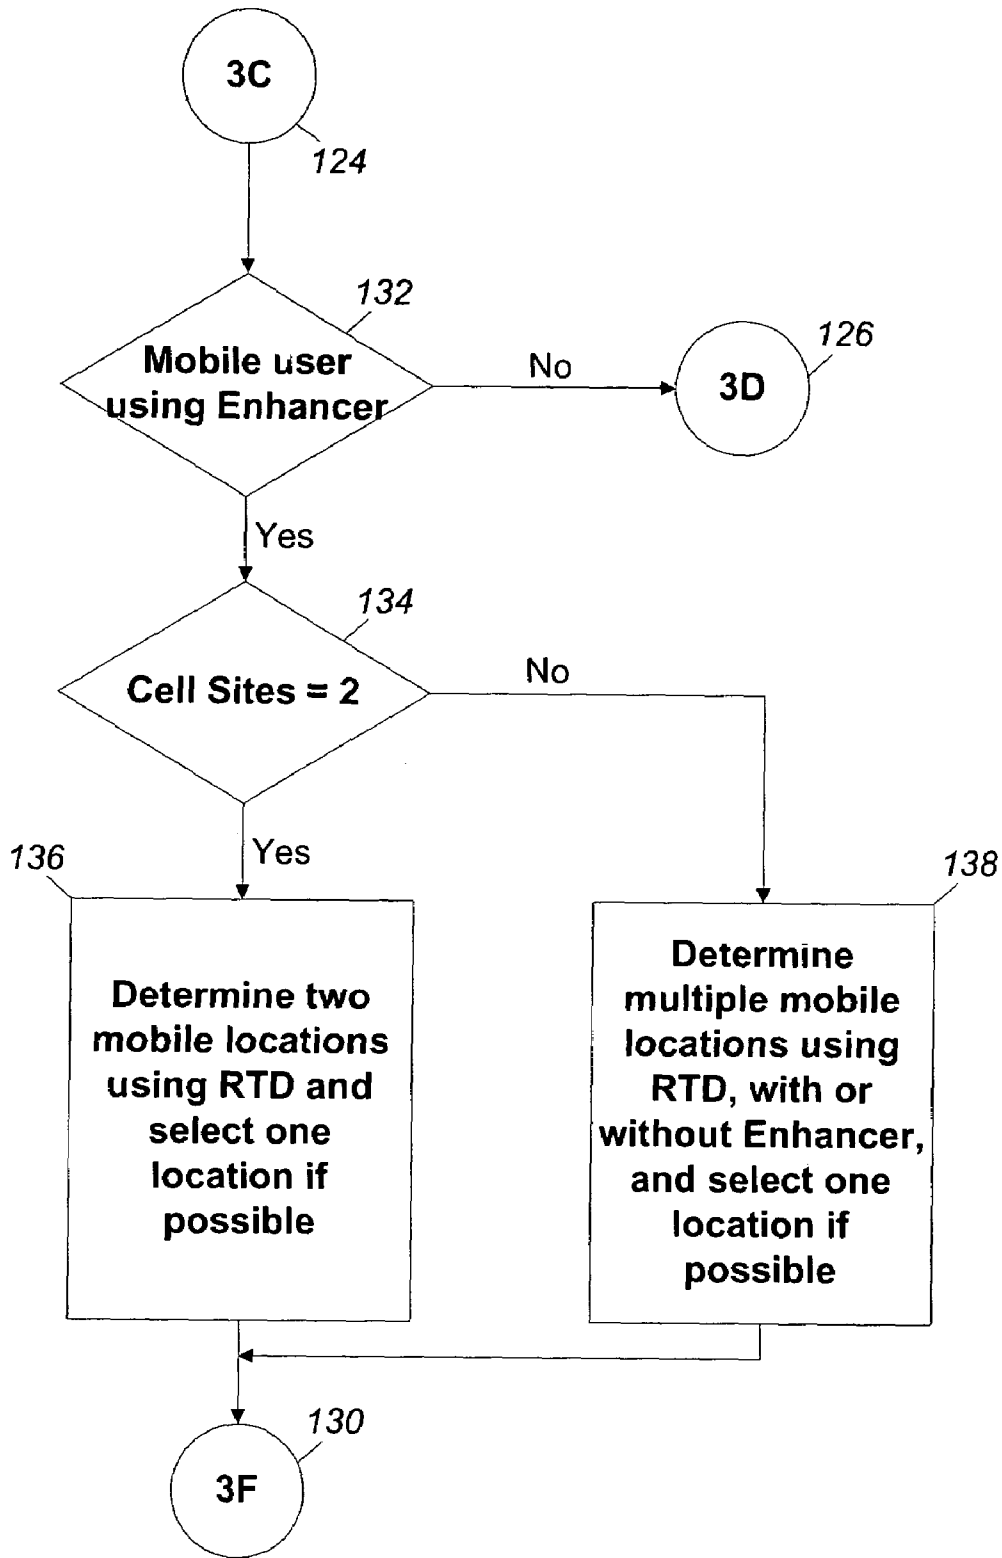 3C
124
132
Mobile user
using Enhancer
No
126
3D
Yes
134
Cell Sites = 2
No
Yes
136
138
Determine two
mobile locations
using RTD and
select one
location if
possible
Determine
multiple mobile
locations using
RTD, with or
without Enhancer,
and select one
location if
possible
130
3F